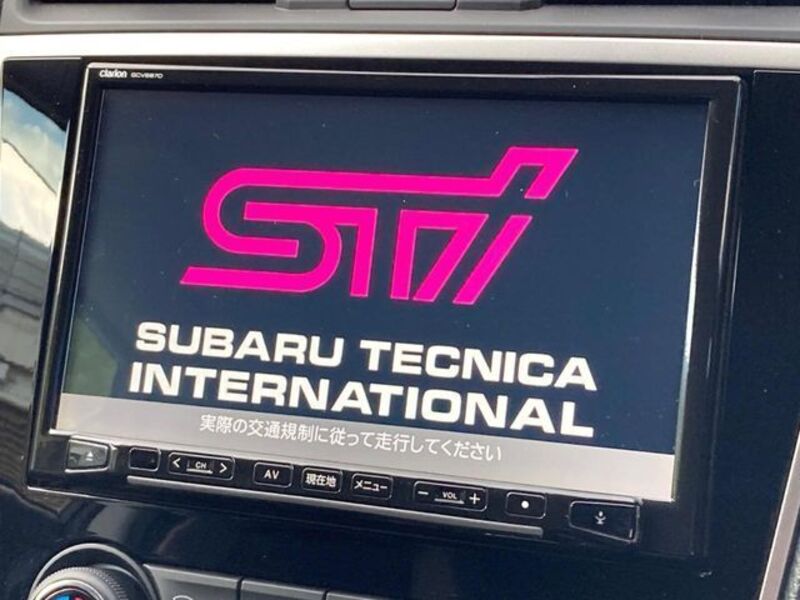 clarion GCV887D
STI
SUBARU TECNICA
INTERNATIONAL
実際の交通規制に従って走行してください
< CH > AV 現在地 メニュー − VOL +